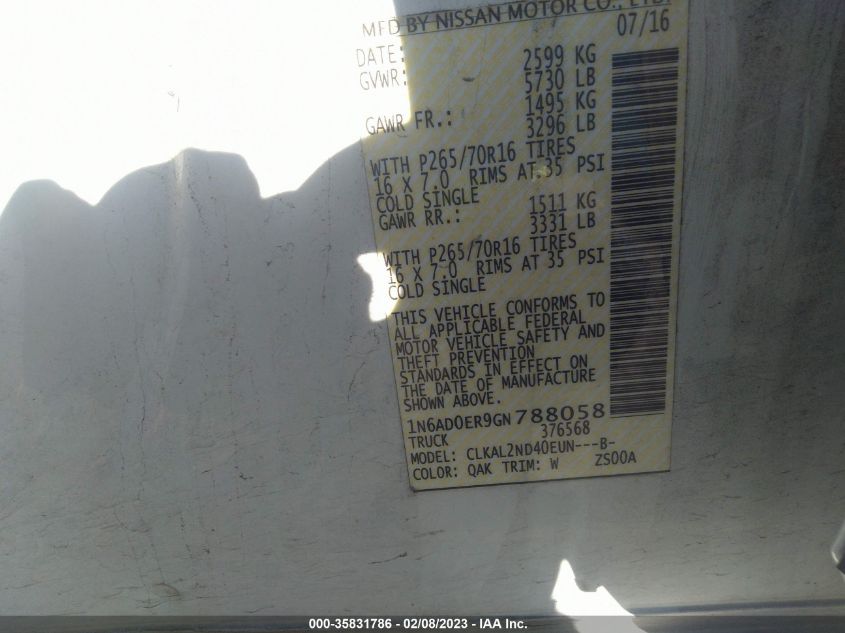 MFD BY NISSAN MOTOR CO., LTD.
DATE: 07/16
GVWR: 2599 KG
5730 LB
GAWR FR.: 1495 KG
3296 LB
WITH P265/70R16 TIRES
16 X 7.0 RIMS AT 35 PSI
COLD SINGLE
GAWR RR.: 1511 KG
3331 LB
WITH P265/70R16 TIRES
16 X 7.0 RIMS AT 35 PSI
COLD SINGLE
THIS VEHICLE CONFORMS TO
ALL APPLICABLE FEDERAL
MOTOR VEHICLE SAFETY AND
THEFT PREVENTION
STANDARDS IN EFFECT ON
THE DATE OF MANUFACTURE
SHOWN ABOVE.
1N6AD0ER9GN788058
TRUCK 376568
MODEL: CLKAL2ND40EUN---B-
COLOR: QAK TRIM: W ZS00A
000-35831786 - 02/08/2023 - IAA Inc.